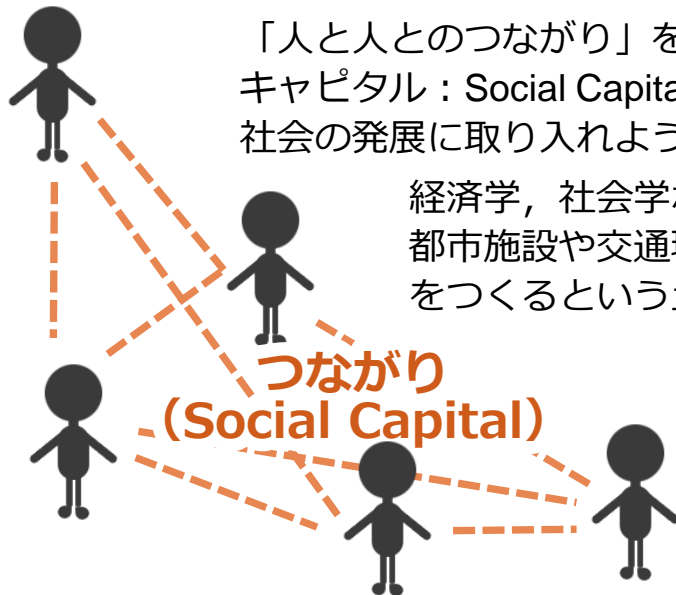 「人と人とのつながり」を
キャピタル：Social Capita
社会の発展に取り入れよう
経済学，社会学
都市施設や交通
をつくるという
つながり
（Social Capital）